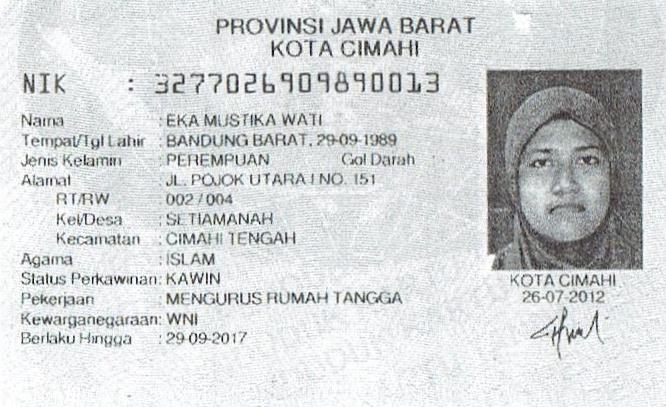 PROVINSI JAWA BARAT
KOTA CIMAHI
NIK : 3277026909890013
Nama : EKA MUSTIKA WATI
Tempat/Tgl Lahir : BANDUNG BARAT, 29-09-1989
Jenis Kelamin : PEREMPUAN Gol Darah : -
Alamat : JL. POJOK UTARA I NO. 151
RT/RW : 002 / 004
Kel/Desa : SETIAMANAH
Kecamatan : CIMAHI TENGAH
Agama : ISLAM
Status Perkawinan: KAWIN
Pekerjaan : MENGURUS RUMAH TANGGA
Kewarganegaraan: WNI
Berlaku Hingga : 29-09-2017
KOTA CIMAHI
26-07-2012